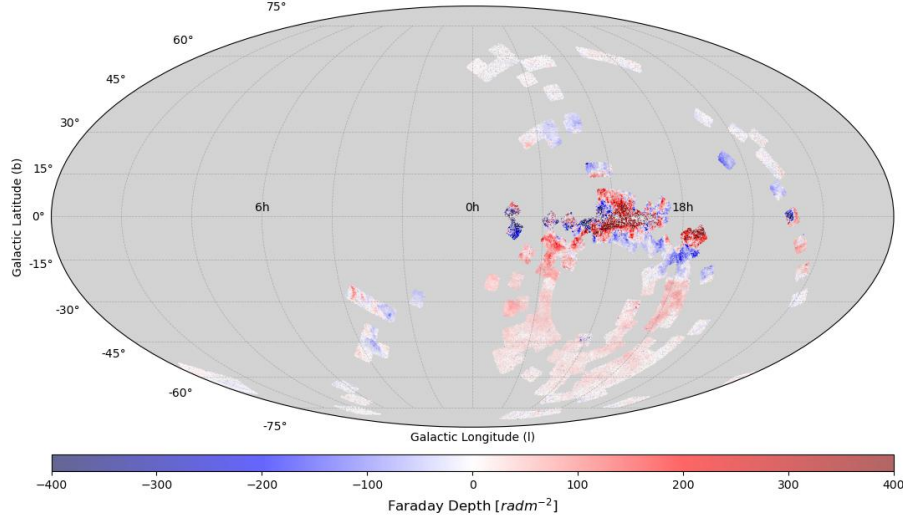 75°
60°
45°
30°
15°
6h 0h 18h
0°
-15°
-30°
-45°
-60°
-75°
Galactic Latitude (b)
Galactic Longitude (l)
−400 −300 −200 −100 0 100 200 300 400
Faraday Depth [radm⁻²]